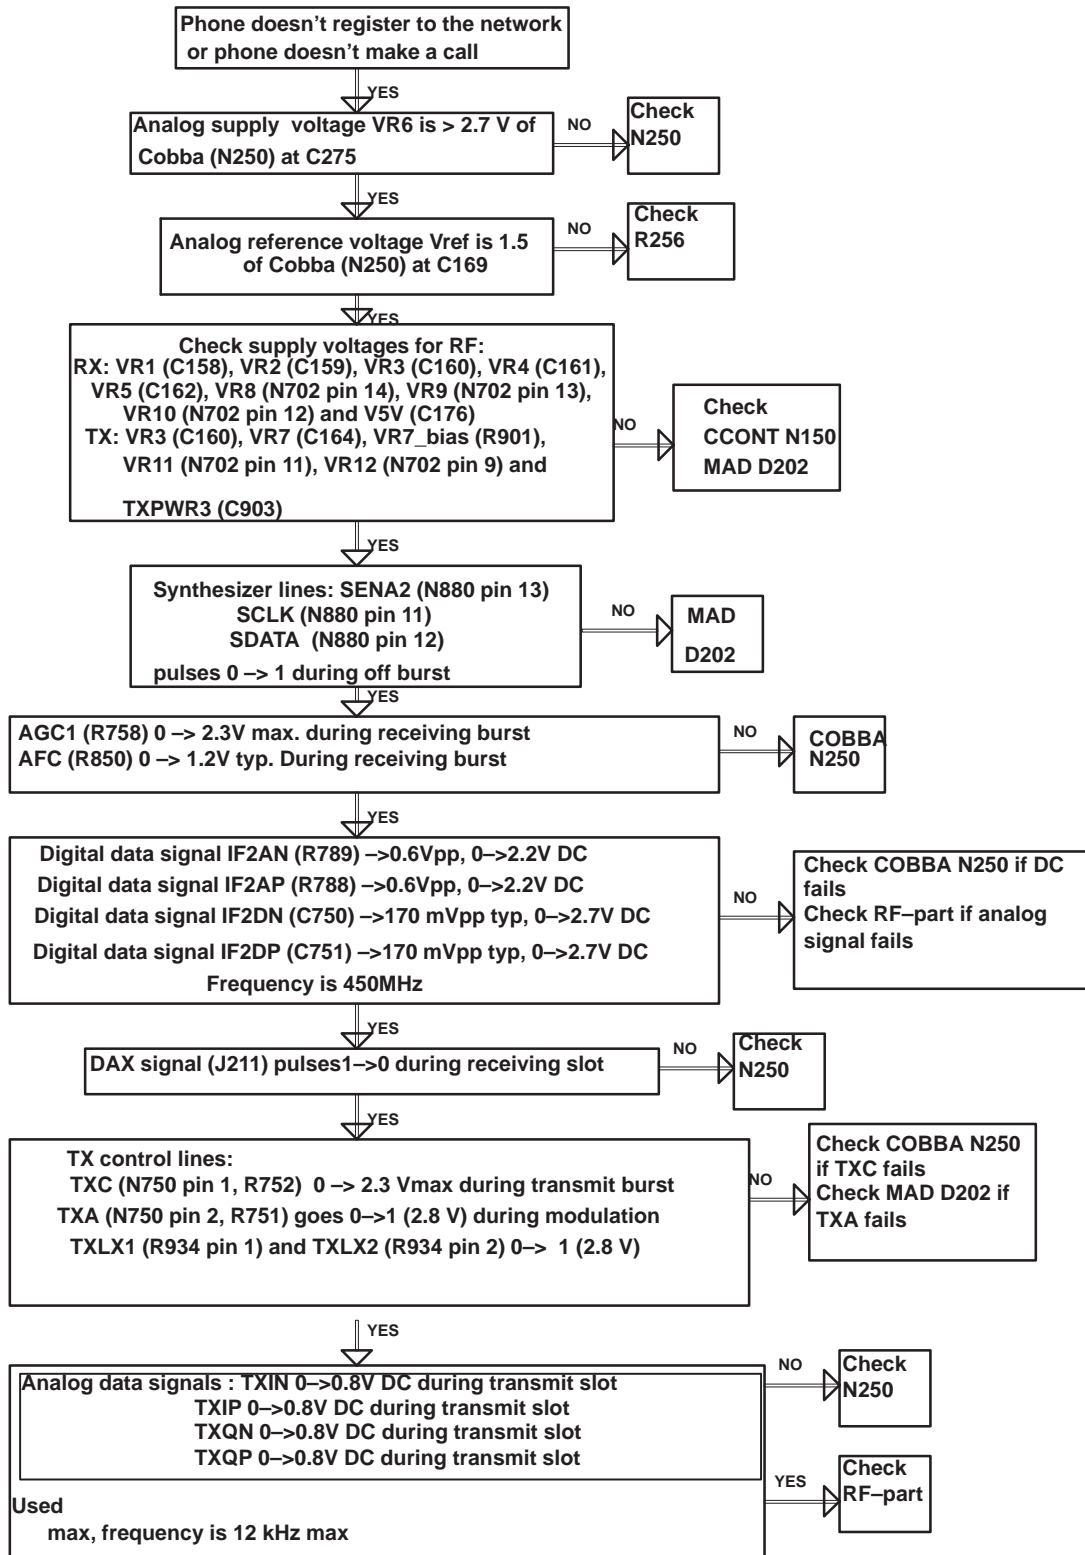 Phone doesn't register to the network
or phone doesn't make a call
YES
Analog supply voltage VR6 is > 2.7 V of
Cobba (N250) at C275
NO
Check
N250
YES
Analog reference voltage Vref is 1.5
of Cobba (N250) at C169
NO
Check
R256
YES
Check supply voltages for RF:
RX: VR1 (C158), VR2 (C159), VR3 (C160), VR4 (C161),
VR5 (C162), VR8 (N702 pin 14), VR9 (N702 pin 13),
VR10 (N702 pin 12) and V5V (C176)
TX: VR3 (C160), VR7 (C164), VR7_bias (R901),
VR11 (N702 pin 11), VR12 (N702 pin 9) and
TXPWR3 (C903)
NO
Check
CCONT N150
MAD D202
YES
Synthesizer lines: SENA2 (N880 pin 13)
SCLK (N880 pin 11)
SDATA (N880 pin 12)
pulses 0 –> 1 during off burst
NO
MAD
D202
YES
AGC1 (R758) 0 –> 2.3V max. during receiving burst
AFC (R850) 0 –> 1.2V typ. During receiving burst
NO
COBBA
N250
YES
Digital data signal IF2AN (R789) –>0.6Vpp, 0–>2.2V DC
Digital data signal IF2AP (R788) –>0.6Vpp, 0–>2.2V DC
Digital data signal IF2DN (C750) –>170 mVpp typ, 0–>2.7V DC
Digital data signal IF2DP (C751) –>170 mVpp typ, 0–>2.7V DC
Frequency is 450MHz
NO
Check COBBA N250 if DC
fails
Check RF–part if analog
signal fails
YES
DAX signal (J211) pulses1–>0 during receiving slot
NO
Check
N250
YES
TX control lines:
TXC (N750 pin 1, R752) 0 –> 2.3 Vmax during transmit burst
TXA (N750 pin 2, R751) goes 0–>1 (2.8 V) during modulation
TXLX1 (R934 pin 1) and TXLX2 (R934 pin 2) 0–> 1 (2.8 V)
NO
Check COBBA N250
if TXC fails
Check MAD D202 if
TXA fails
YES
Analog data signals : TXIN 0–>0.8V DC during transmit slot
TXIP 0–>0.8V DC during transmit slot
TXQN 0–>0.8V DC during transmit slot
TXQP 0–>0.8V DC during transmit slot
NO
Check
N250
YES
Check
RF–part
Used
max, frequency is 12 kHz max